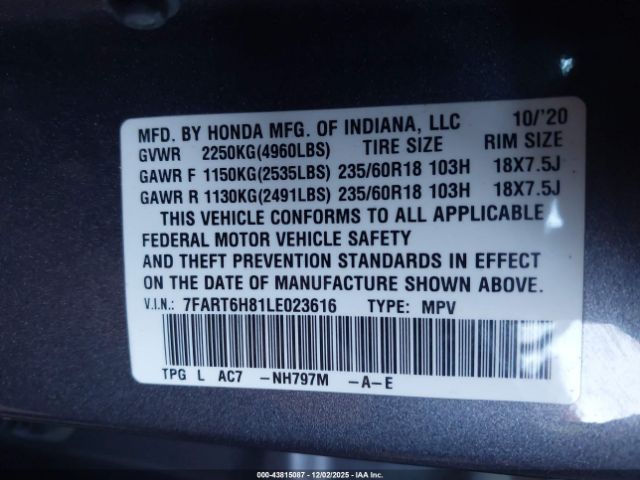 MFD. BY HONDA MFG. OF INDIANA, LLC 10/'20
GVWR 2250KG(4960LBS) TIRE SIZE RIM SIZE
GAWR F 1150KG(2535LBS) 235/60R18 103H 18X7.5J
GAWR R 1130KG(2491LBS) 235/60R18 103H 18X7.5J
THIS VEHICLE CONFORMS TO ALL APPLICABLE
FEDERAL MOTOR VEHICLE SAFETY
AND THEFT PREVENTION STANDARDS IN EFFECT
ON THE DATE OF MANUFACTURE SHOWN ABOVE.
V.I.N.: 7FART6H81LE023616 TYPE: MPV
TPG L AC7 -NH797M -A-E
000-43815087 - 12/02/2025 - IAAI.com